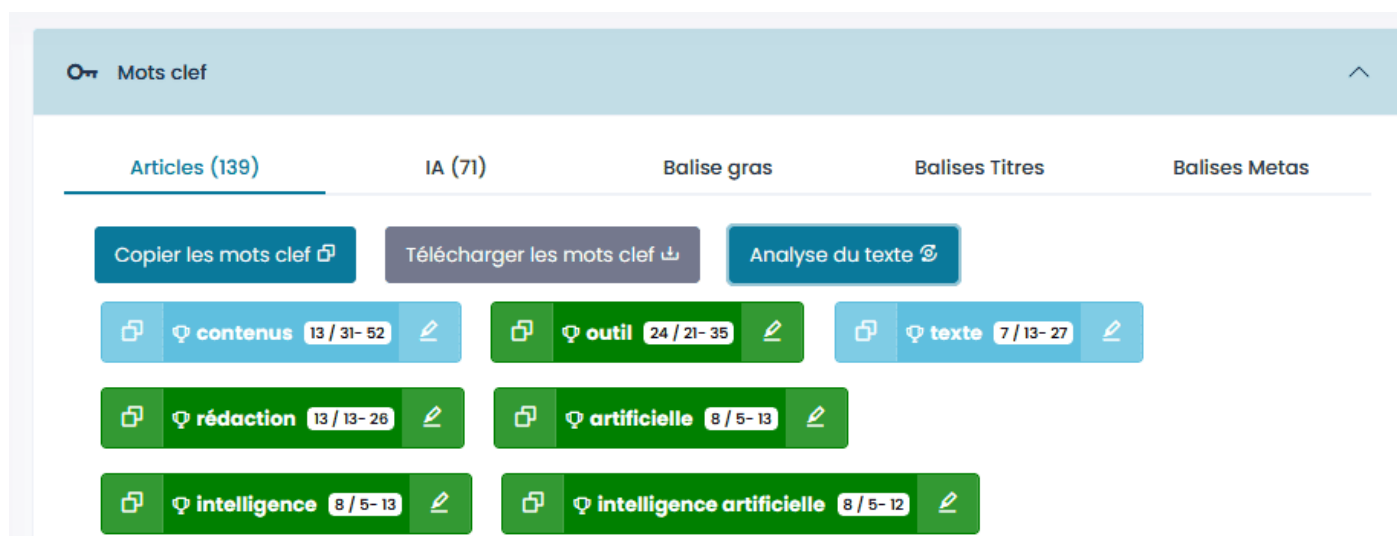 Mots clef
Articles (139) IA (71) Balise gras Balises Titres Balises Metas
Copier les mots clef Télécharger les mots clef Analyse du texte
contenus 13 / 31- 52 outil 24 / 21- 35 texte 7 / 13- 27
rédaction 13 / 13- 26 artificielle 8 / 5- 13
intelligence 8 / 5- 13 intelligence artificielle 8 / 5- 12